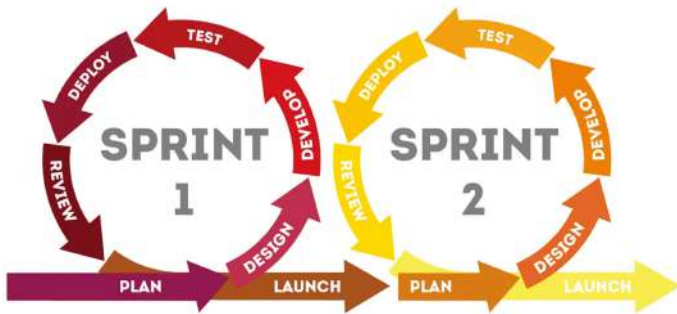 TEST
DEPLOY
DEVELOP
SPRINT
1
REVIEW
DESIGN
PLAN
LAUNCH
TEST
DEPLOY
DEVELOP
SPRINT
2
REVIEW
DESIGN
PLAN
LAUNCH